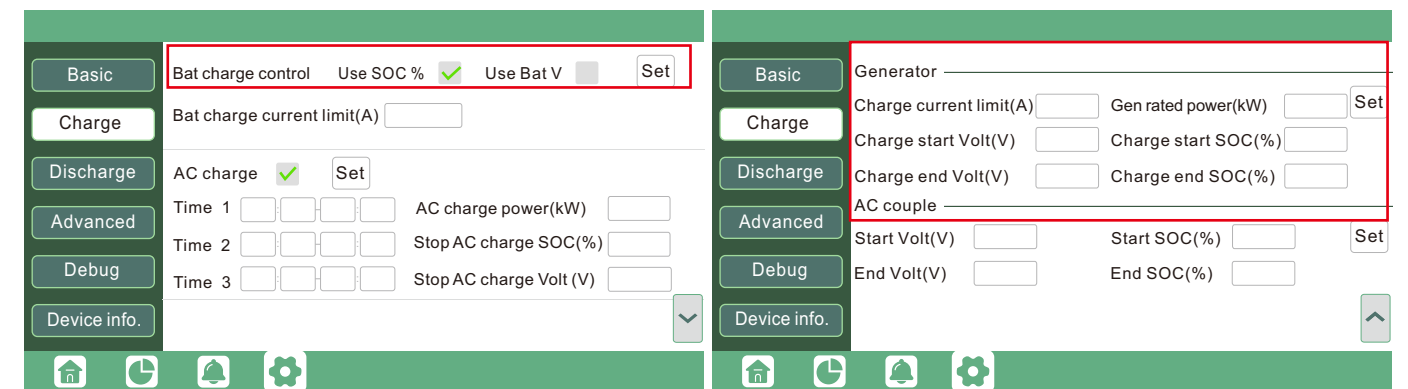 Basic
Charge
Discharge
Advanced
Debug
Device info.
Bat charge control Use SOC % Use Bat V Set
Bat charge current limit(A)
AC charge Set
Time 1 : - : AC charge power(kW)
Time 2 : - : Stop AC charge SOC(%)
Time 3 : - : Stop AC charge Volt (V)
Basic
Charge
Discharge
Advanced
Debug
Device info.
Generator
Charge current limit(A) Gen rated power(kW) Set
Charge start Volt(V) Charge start SOC(%)
Charge end Volt(V) Charge end SOC(%)
AC couple
Start Volt(V) Start SOC(%) Set
End Volt(V) End SOC(%)